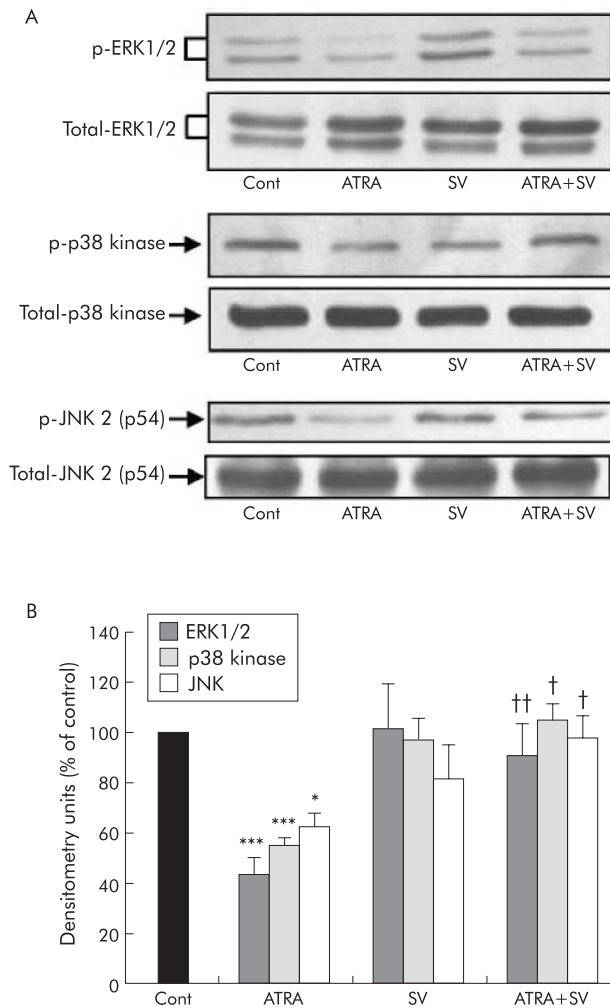 A
p-ERK1/2
Total-ERK1/2
Cont ATRA SV ATRA+SV
p-p38 kinase
Total-p38 kinase
Cont ATRA SV ATRA+SV
p-JNK 2 (p54)
Total-JNK 2 (p54)
Cont ATRA SV ATRA+SV
B
Densitometry units (% of control)
140
120
100
80
60
40
20
0
ERK1/2
p38 kinase
JNK
*** *** *
†† † †
Cont ATRA SV ATRA+SV